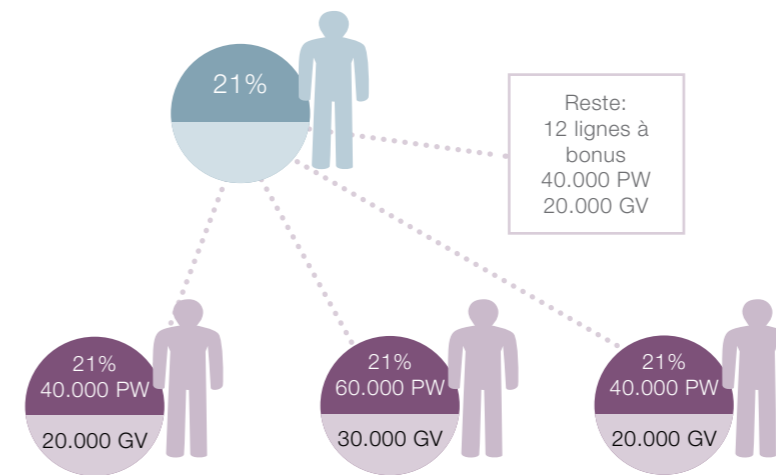 21%
Reste:
12 lignes à
bonus
40.000 PW
20.000 GV
21%
40.000 PW
20.000 GV
21%
60.000 PW
30.000 GV
21%
40.000 PW
20.000 GV